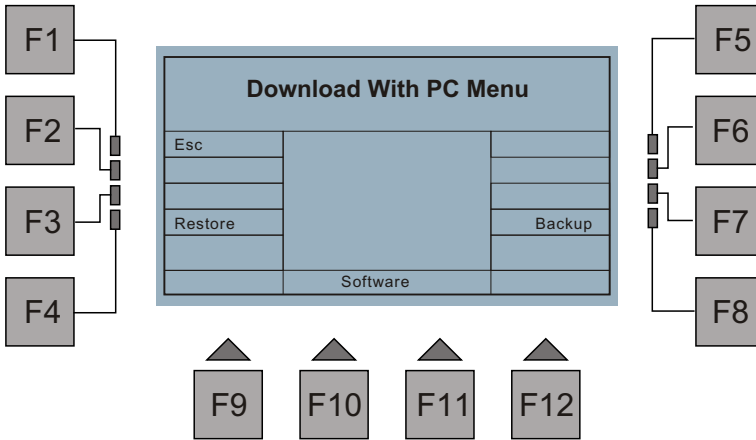 F1
F5
Download With PC Menu
F2
F6
Esc
F3
F7
Restore
Backup
Software
F4
F8
F9
F10
F11
F12